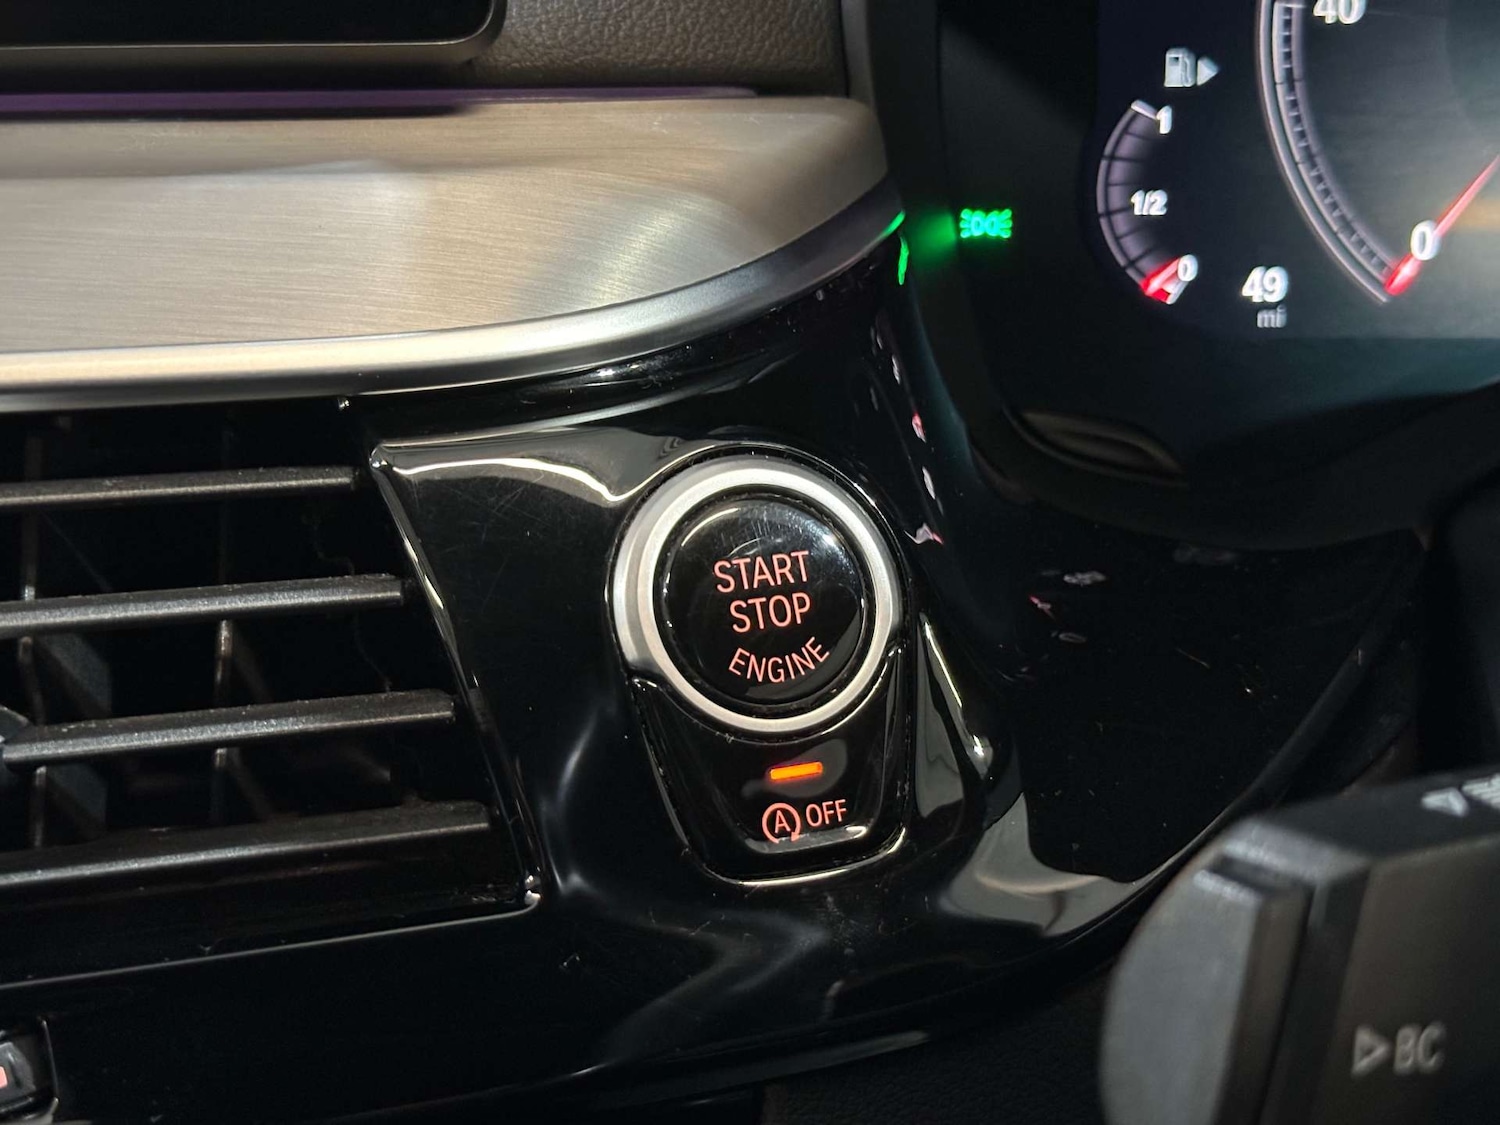 40
1
1/2
0
49
mi
0
START
STOP
ENGINE
A OFF
BC